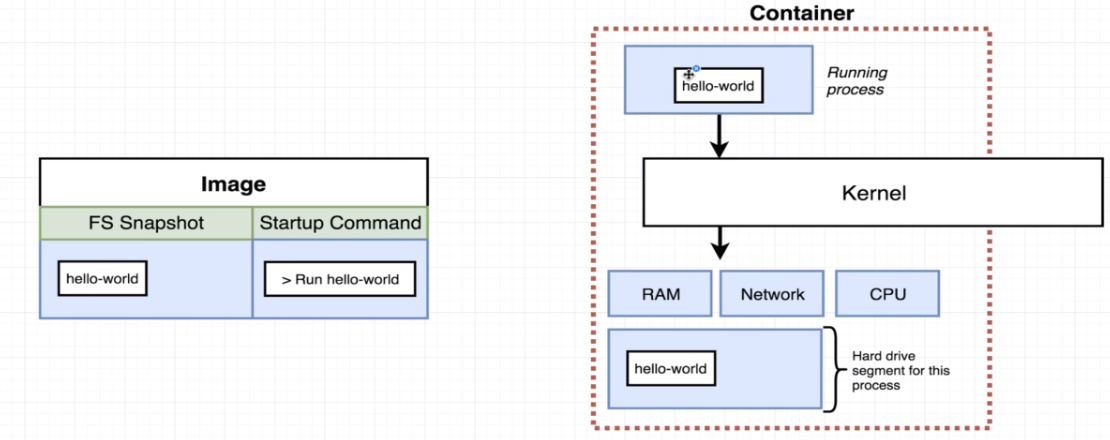 Container
hello-world
Running
process
Image
Kernel
FS Snapshot
Startup Command
hello-world
> Run hello-world
RAM
Network
CPU
hello-world
Hard drive
segment for this
process